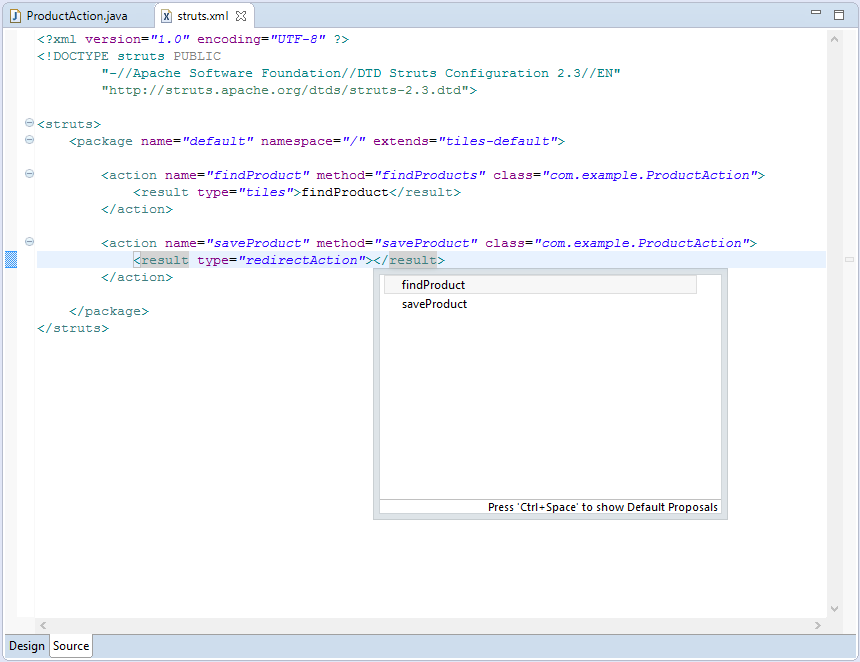 ProductAction.java struts.xml
<?xml version="1.0" encoding="UTF-8" ?>
<!DOCTYPE struts PUBLIC
"-//Apache Software Foundation//DTD Struts Configuration 2.3//EN"
"http://struts.apache.org/dtds/struts-2.3.dtd">
<struts>
<package name="default" namespace="/" extends="tiles-default">
<action name="findProduct" method="findProducts" class="com.example.ProductAction">
<result type="tiles">findProduct</result>
</action>
<action name="saveProduct" method="saveProduct" class="com.example.ProductAction">
<result type="redirectAction"></result>
</action>
</package>
</struts>
findProduct
saveProduct
Press 'Ctrl+Space' to show Default Proposals
Design Source